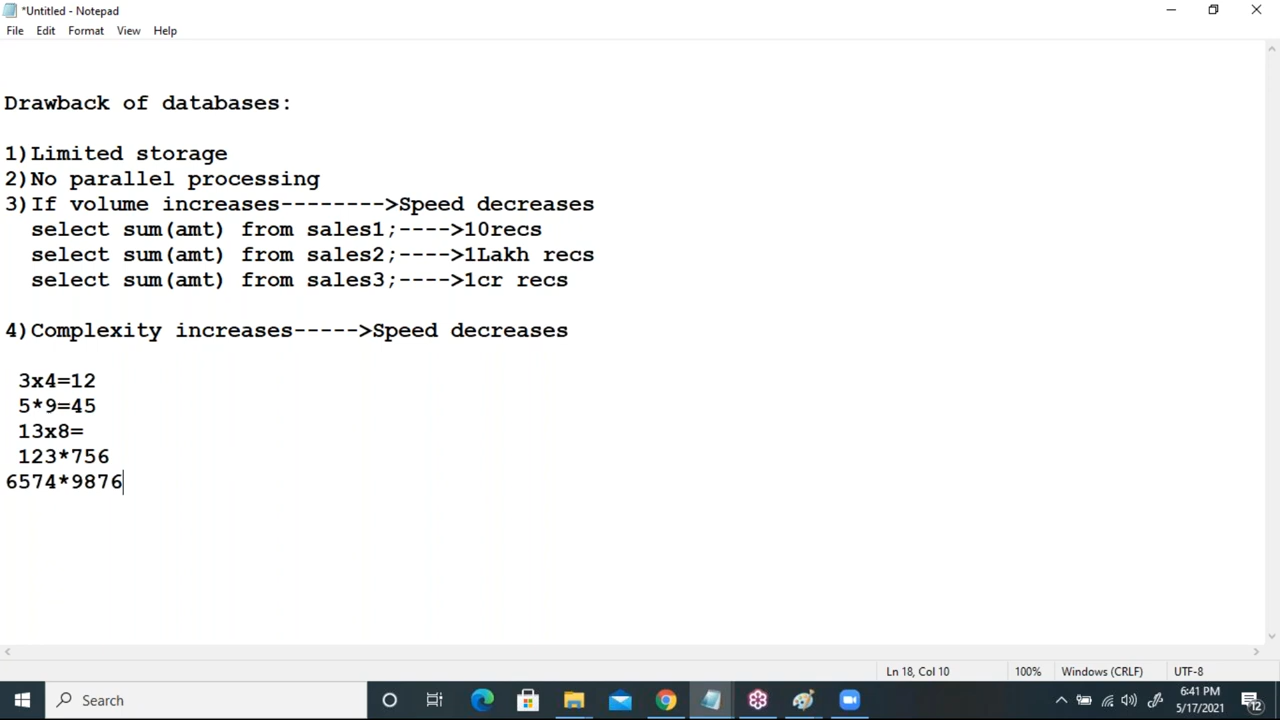 *Untitled - Notepad
File Edit Format View Help
Drawback of databases:
1)Limited storage
2)No parallel processing
3)If volume increases-------->Speed decreases
select sum(amt) from sales1;---->10recs
select sum(amt) from sales2;---->1Lakh recs
select sum(amt) from sales3;---->1cr recs
4)Complexity increases----->Speed decreases
3x4=12
5*9=45
13x8=
123*756
6574*9876
Ln 18, Col 10 100% Windows (CRLF) UTF-8
Search
6:41 PM
5/17/2021
12